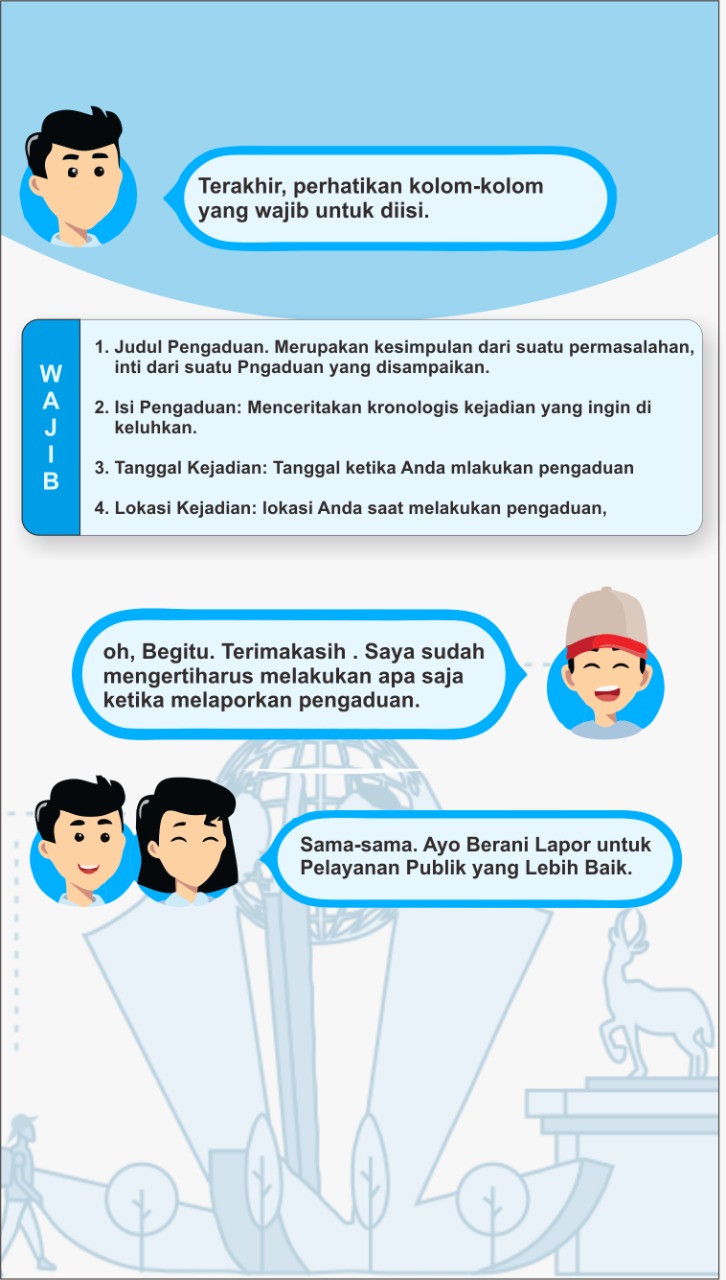 Terakhir, perhatikan kolom-kolom
yang wajib untuk diisi.
WAJIB
1. Judul Pengaduan. Merupakan kesimpulan dari suatu permasalahan,
inti dari suatu Pngaduan yang disampaikan.
2. Isi Pengaduan: Menceritakan kronologis kejadian yang ingin di
keluhkan.
3. Tanggal Kejadian: Tanggal ketika Anda mlakukan pengaduan
4. Lokasi Kejadian: lokasi Anda saat melakukan pengaduan,
oh, Begitu. Terimakasih . Saya sudah
mengertiharus melakukan apa saja
ketika melaporkan pengaduan.
Sama-sama. Ayo Berani Lapor untuk
Pelayanan Publik yang Lebih Baik.